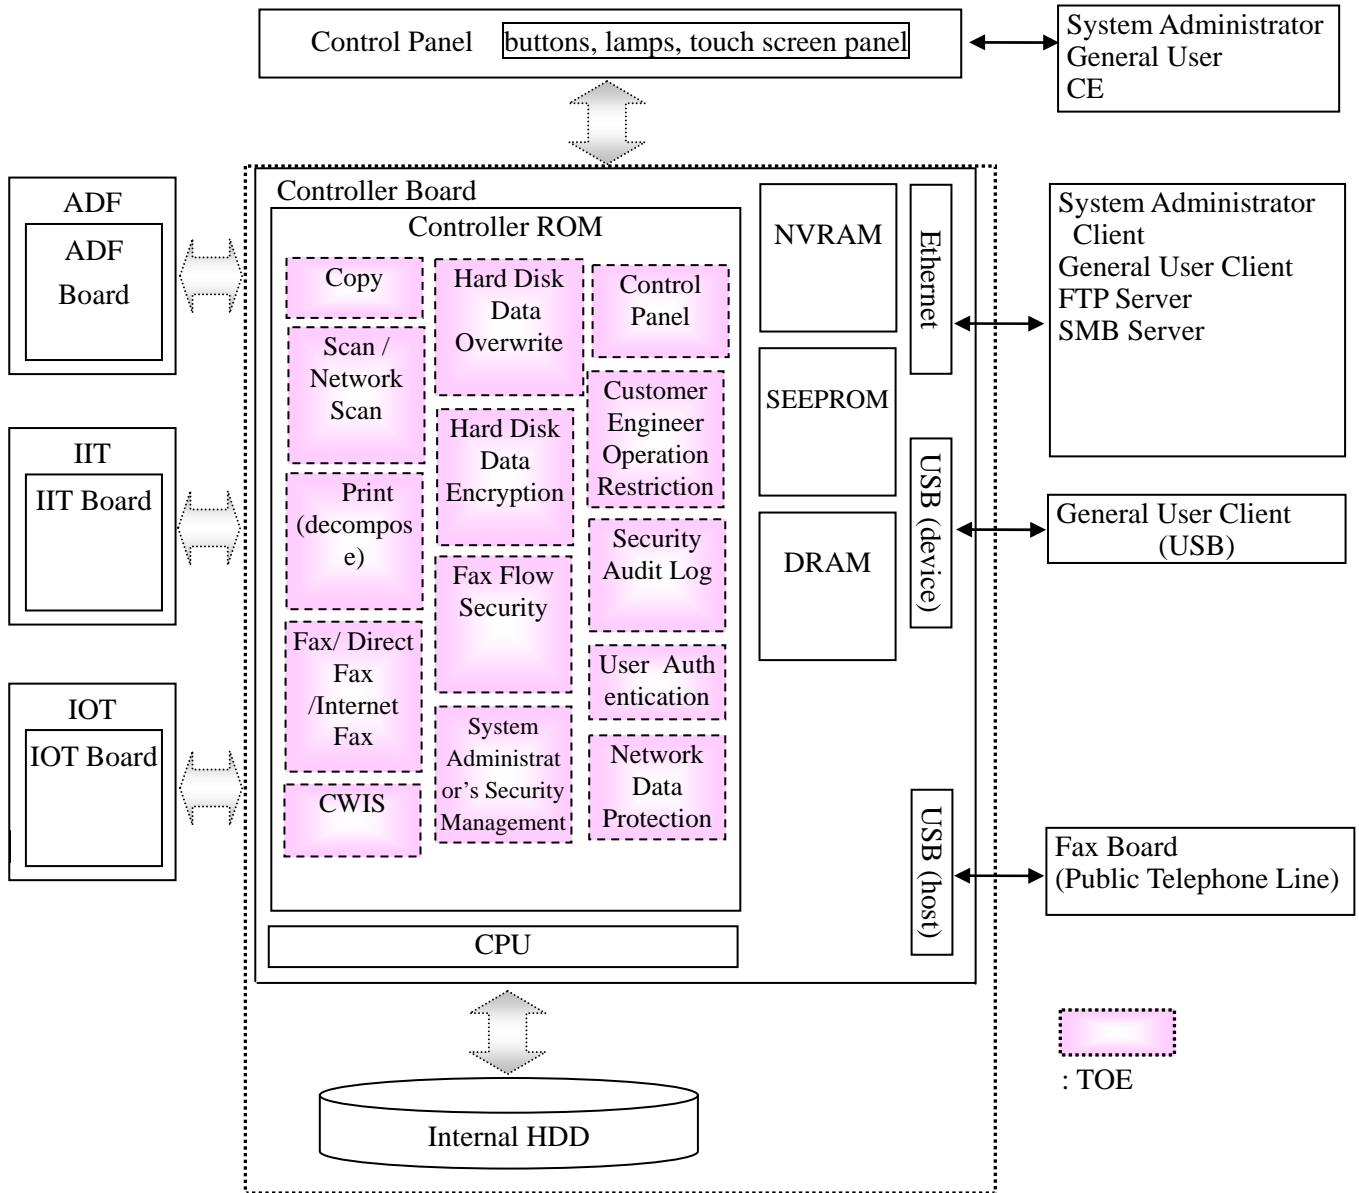 Control Panel buttons, lamps, touch screen panel
System Administrator
General User
CE
Controller Board
Controller ROM
ADF
ADF
Board
IIT
IIT Board
IOT
IOT Board
Copy
Scan /
Network
Scan
Print
(decompos
e)
Fax/ Direct
Fax
/Internet
Fax
CWIS
Hard Disk
Data
Overwrite
Hard Disk
Data
Encryption
Fax Flow
Security
System
Administrat
or’s Security
Management
Control
Panel
Customer
Engineer
Operation
Restriction
Security
Audit Log
User Auth
entication
Network
Data
Protection
NVRAM
SEEPROM
DRAM
Ethernet
USB (device)
USB (host)
System Administrator
Client
General User Client
FTP Server
SMB Server
General User Client
(USB)
Fax Board
(Public Telephone Line)
CPU
Internal HDD
: TOE